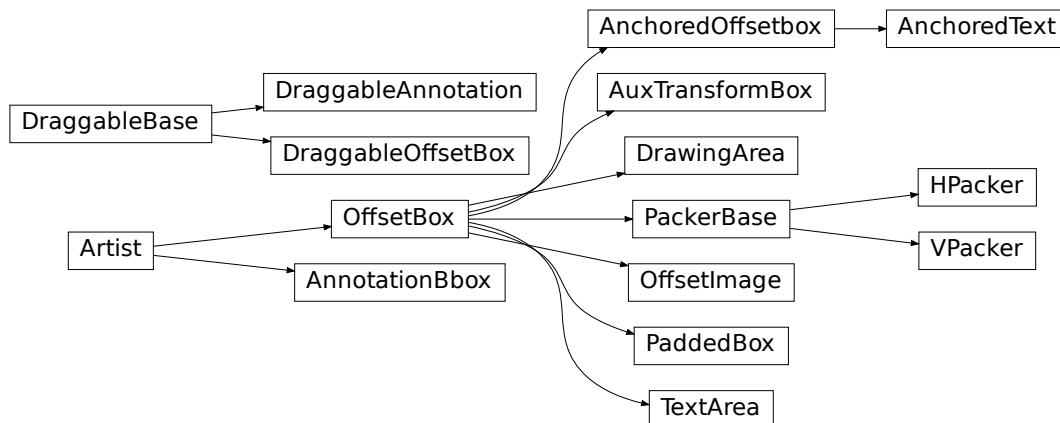 AnchoredOffsetbox
AnchoredText
DraggableAnnotation
AuxTransformBox
DraggableBase
DraggableOffsetBox
DrawingArea
HPacker
OffsetBox
PackerBase
Artist
VPacker
AnnotationBbox
OffsetImage
PaddedBox
TextArea